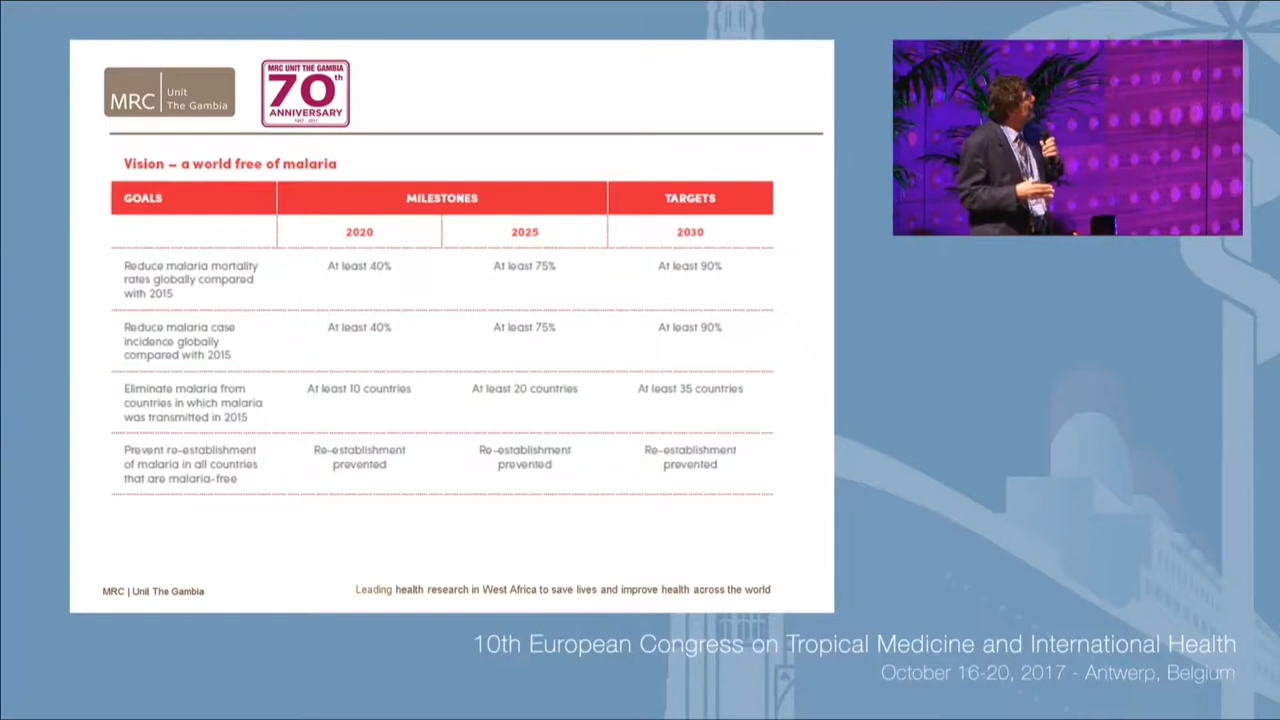 MRC
Unit
The Gambia
MRC UNIT THE GAMBIA
70th
ANNIVERSARY
Vision – a world free of malaria
GOALS MILESTONES TARGETS
2020 2025 2030
Reduce malaria mortality
rates globally compared
with 2015
At least 40% At least 75% At least 90%
Reduce malaria case
incidence globally
compared with 2015
At least 40% At least 75% At least 90%
Eliminate malaria from
countries in which malaria
was transmitted in 2015
At least 10 countries At least 20 countries At least 35 countries
Prevent re-establishment
of malaria in all countries
that are malaria-free
Re-establishment
prevented
Re-establishment
prevented
Re-establishment
prevented
MRC | Unit The Gambia
Leading health research in West Africa to save lives and improve health across the world
10th European Congress on Tropical Medicine and International Health
October 16-20, 2017 - Antwerp, Belgium